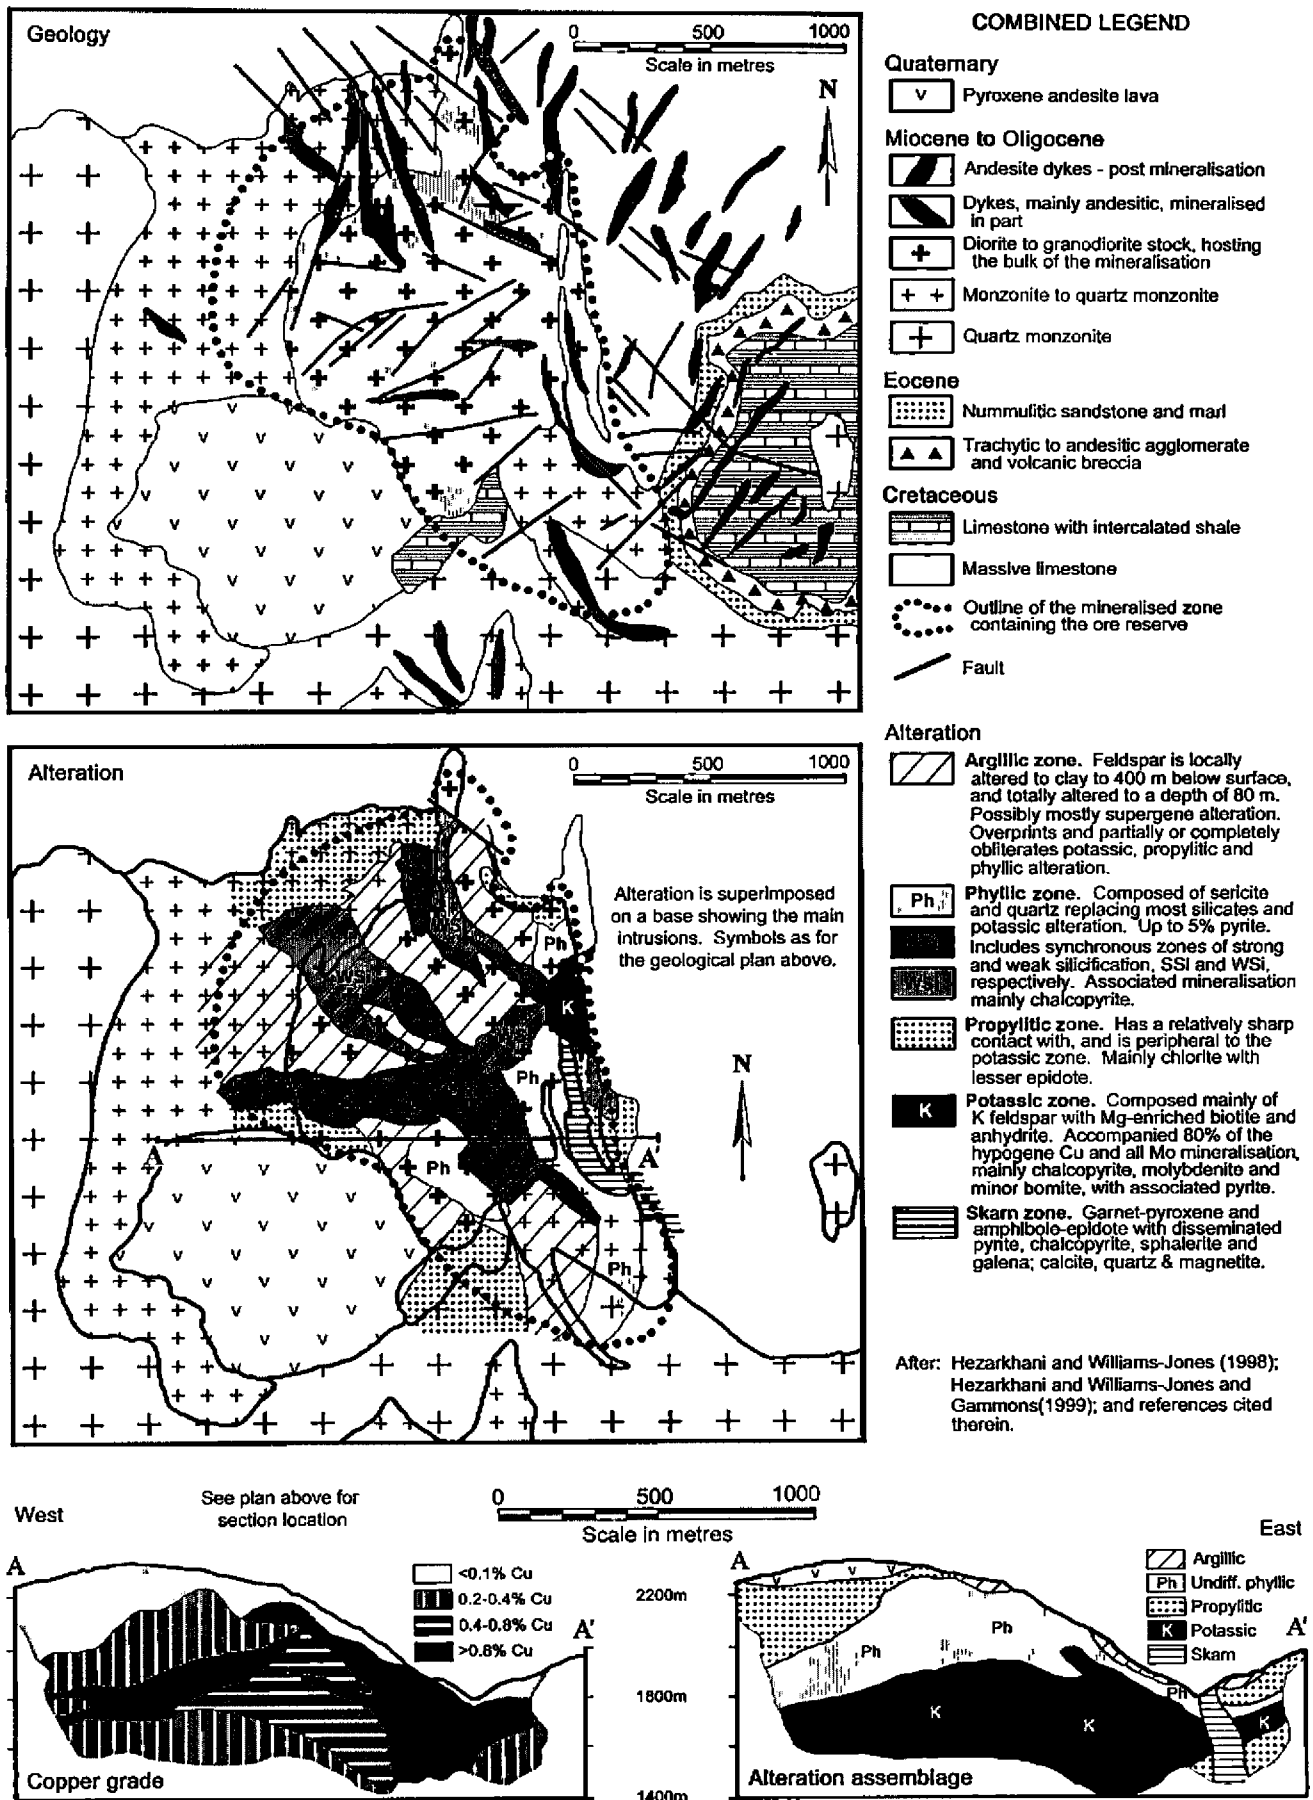 Geology
0 500 1000
Scale in metres
N
COMBINED LEGEND
Quaternary
v Pyroxene andesite lava
Miocene to Oligocene
Andesite dykes - post mineralisation
Dykes, mainly andesitic, mineralised
in part
Diorite to granodiorite stock, hosting
the bulk of the mineralisation
Monzonite to quartz monzonite
Quartz monzonite
Eocene
Nummulitic sandstone and marl
Trachytic to andesitic agglomerate
and volcanic breccia
Cretaceous
Limestone with intercalated shale
Massive limestone
Outline of the mineralised zone
containing the ore reserve
Fault
Alteration
0 500 1000
Scale in metres
Alteration is superimposed
on a base showing the main
intrusions. Symbols as for
the geological plan above.
WSi
WSi
Ph
K
Ph
N
A
A'
Ph
Ph
Alteration
Argillic zone. Feldspar is locally
altered to clay to 400 m below surface,
and totally altered to a depth of 80 m.
Possibly mostly supergene alteration.
Overprints and partially or completely
obliterates potassic, propylitic and
phyllic alteration.
Ph Phyllic zone. Composed of sericite
and quartz replacing most silicates and
potassic alteration. Up to 5% pyrite.
Includes synchronous zones of strong
and weak silicification, SSi and WSi,
WSi respectively. Associated mineralisation
mainly chalcopyrite.
Propylitic zone. Has a relatively sharp
contact with, and is peripheral to the
potassic zone. Mainly chlorite with
lesser epidote.
K Potassic zone. Composed mainly of
K feldspar with Mg-enriched biotite and
anhydrite. Accompanied 80% of the
hypogene Cu and all Mo mineralisation,
mainly chalcopyrite, molybdenite and
minor bornite, with associated pyrite.
Skarn zone. Garnet-pyroxene and
amphibole-epidote with disseminated
pyrite, chalcopyrite, sphalerite and
galena; calcite, quartz & magnetite.
After: Hezarkhani and Williams-Jones (1998);
Hezarkhani and Williams-Jones and
Gammons(1999); and references cited
therein.
West
See plan above for
section location
0 500 1000
Scale in metres
East
A
<0.1% Cu
0.2-0.4% Cu
0.4-0.8% Cu
>0.8% Cu
A'
Copper grade
2200m
1800m
1400m
A
Argillic
Ph Undiff. phyllic
Propylitic
K Potassic
Skarn
A'
Ph
Ph
Ph
K
K
K
Alteration assemblage